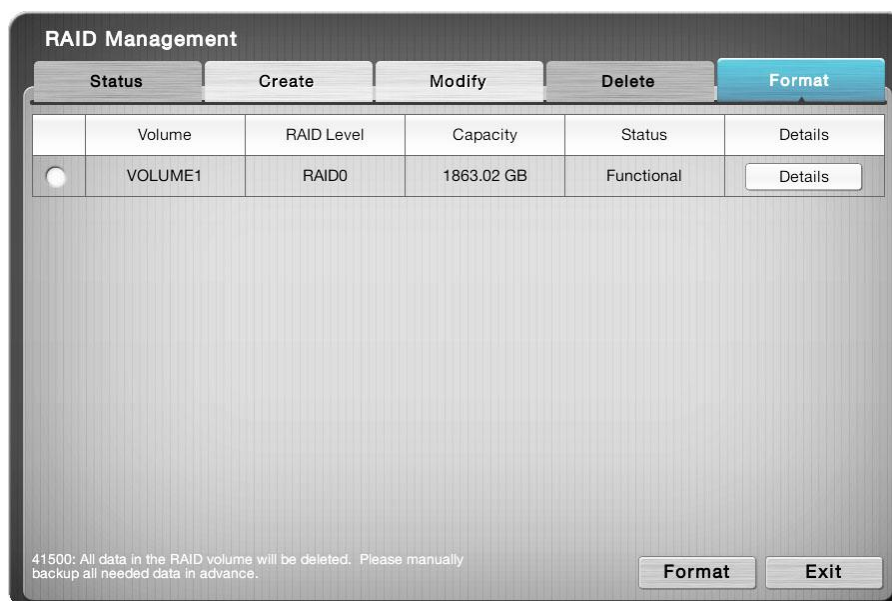 RAID Management
Status Create Modify Delete Format
Volume RAID Level Capacity Status Details
VOLUME1 RAID0 1863.02 GB Functional Details
41500: All data in the RAID volume will be deleted. Please manually
backup all needed data in advance.
Format Exit